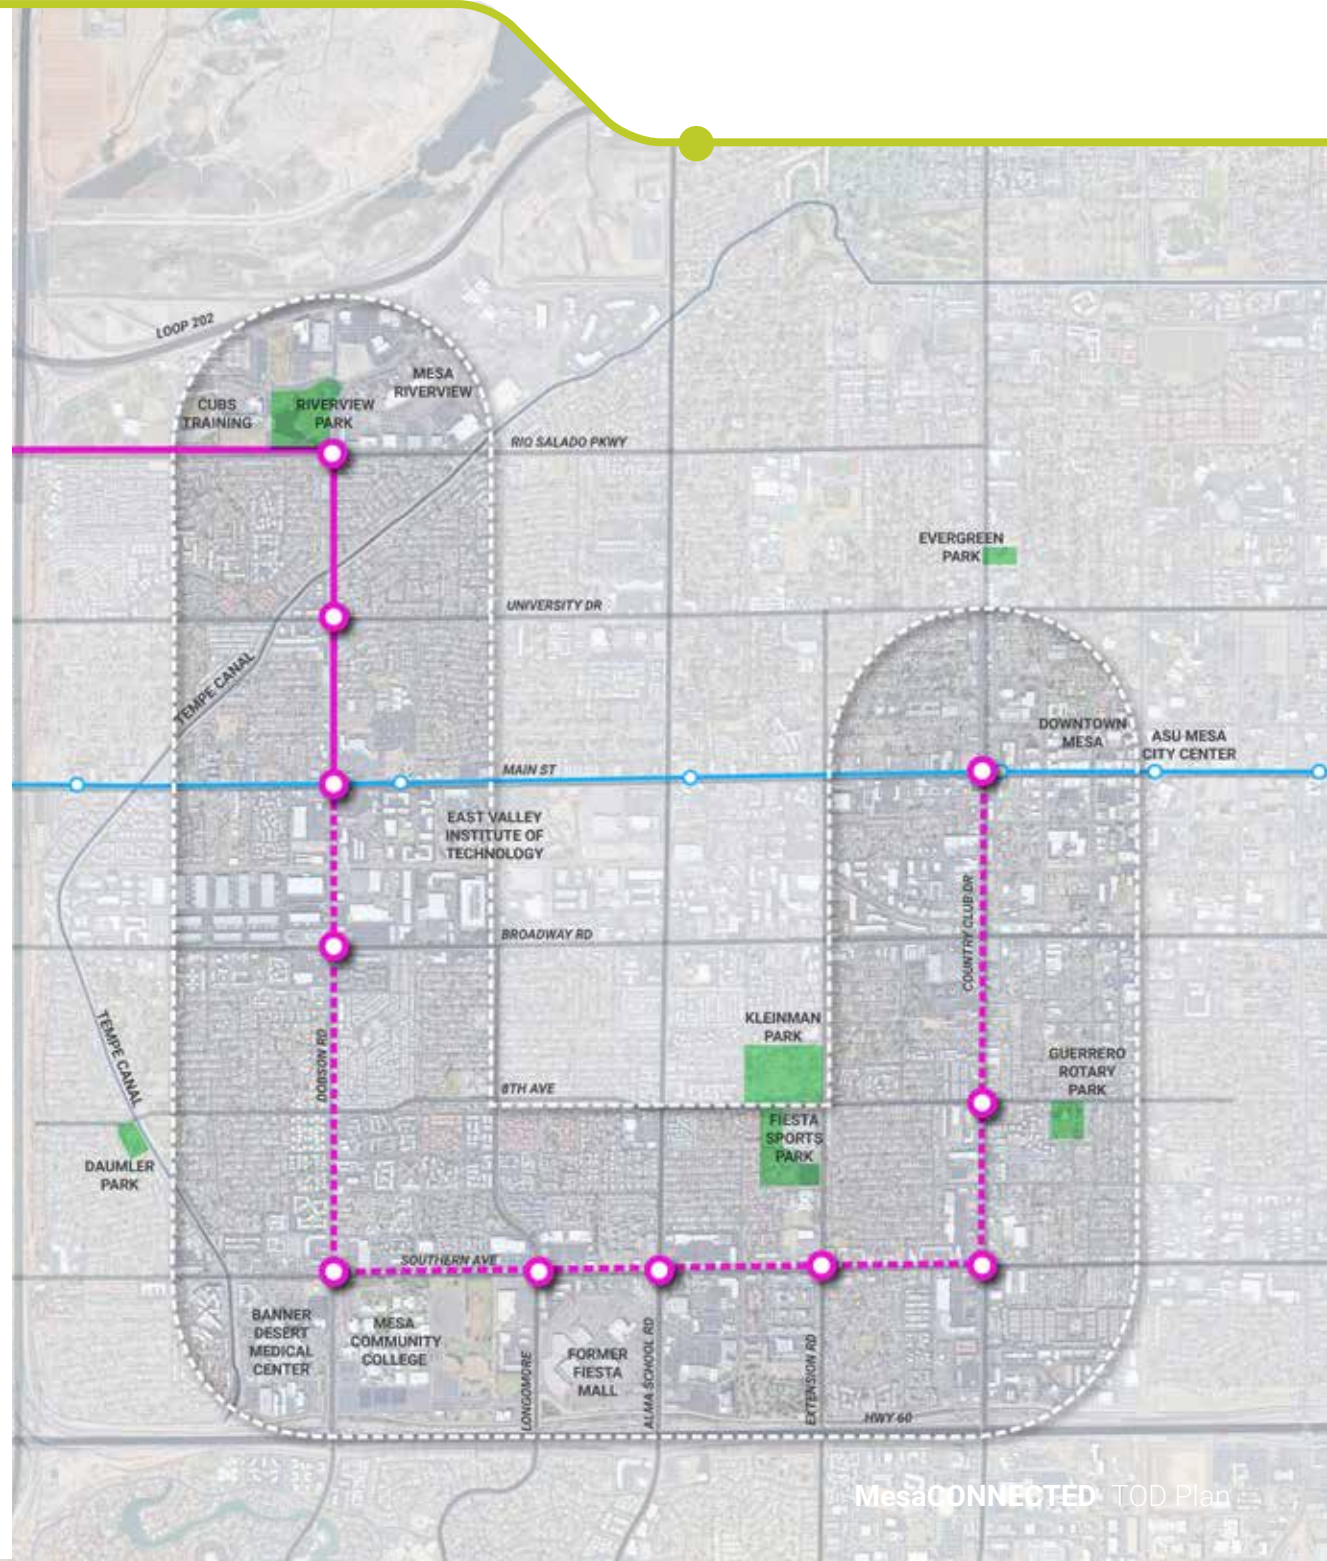 LOOP 202
MESA
RIVERVIEW
CUBS
TRAINING
RIVERVIEW
PARK
RIO SALADO PKWY
EVERGREEN
PARK
UNIVERSITY DR
TEMPE CANAL
DOWNTOWN
MESA
ASU MESA
CITY CENTER
MAIN ST
EAST VALLEY
INSTITUTE OF
TECHNOLOGY
COUNTRY CLUB DR
BROADWAY RD
TEMPE CANAL
KLEINMAN
PARK
DOBSON RD
GUERRERO
ROTARY
PARK
8TH AVE
FIESTA
SPORTS
PARK
DAUMLER
PARK
SOUTHERN AVE
BANNER
DESERT
MEDICAL
CENTER
MESA
COMMUNITY
COLLEGE
LONGOMORE
FORMER
FIESTA
MALL
ALMA SCHOOL RD
EXTENSION RD
HWY 60
MesaCONNECTED TOD Plan